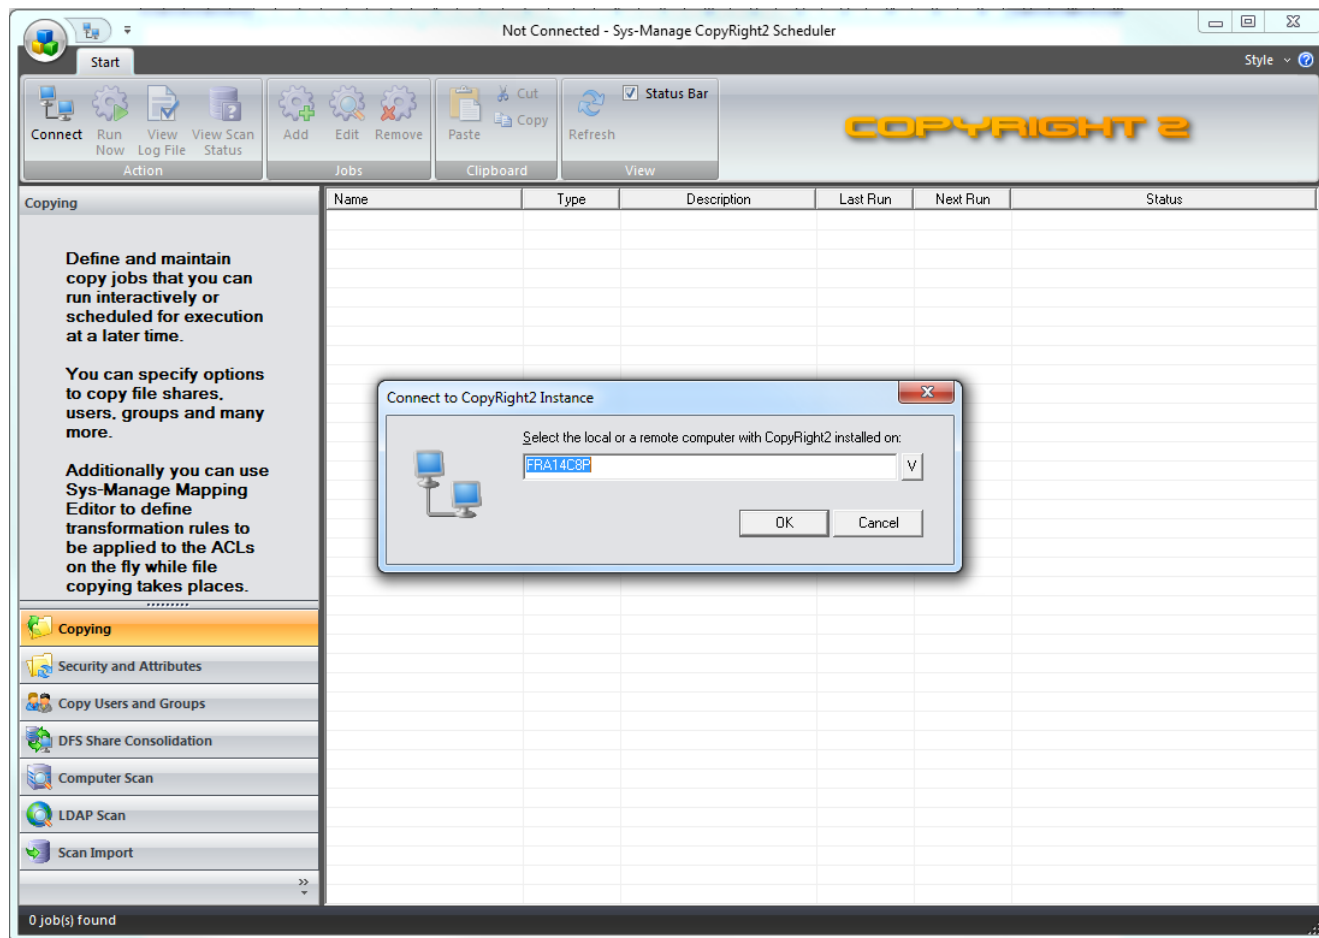 Not Connected - Sys-Manage CopyRight2 Scheduler
Start
Style
Connect
Run Now
View Log File
View Scan Status
Action
Add
Edit
Remove
Jobs
Paste
Cut
Copy
Clipboard
Refresh
Status Bar
View
COPYRIGHT 2
Copying
Name Type Description Last Run Next Run Status
Define and maintain
copy jobs that you can
run interactively or
scheduled for execution
at a later time.
You can specify options
to copy file shares,
users, groups and many
more.
Additionally you can use
Sys-Manage Mapping
Editor to define
transformation rules to
be applied to the ACLs
on the fly while file
copying takes places.
Connect to CopyRight2 Instance
Select the local or a remote computer with CopyRight2 installed on:
FRA14C8P
V
OK
Cancel
Copying
Security and Attributes
Copy Users and Groups
DFS Share Consolidation
Computer Scan
LDAP Scan
Scan Import
0 job(s) found